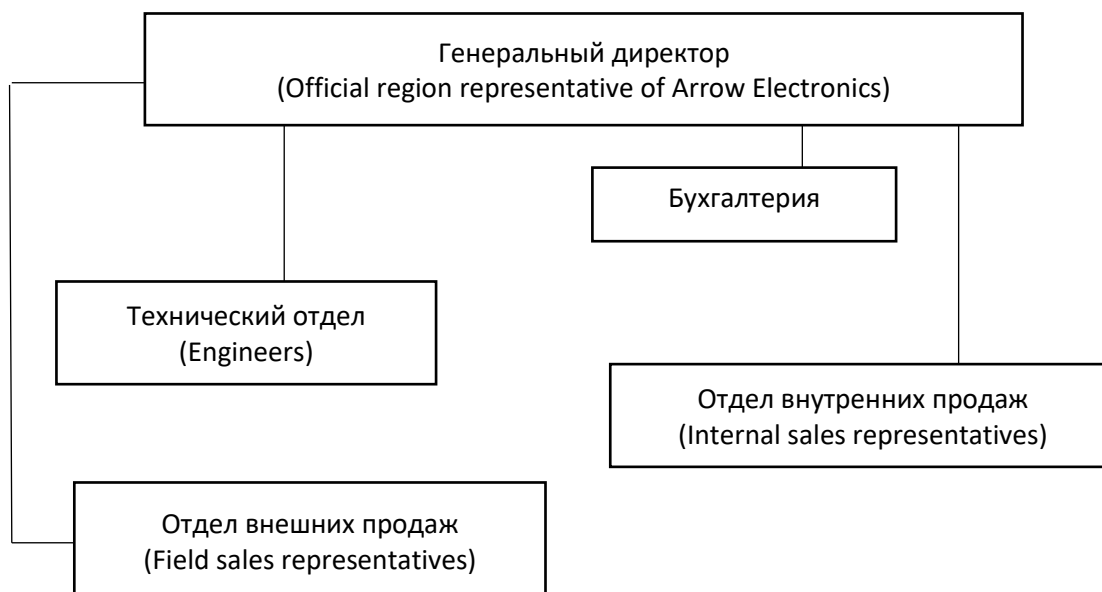 Генеральный директор
(Official region representative of Arrow Electronics)
Бухгалтерия
Технический отдел
(Engineers)
Отдел внутренних продаж
(Internal sales representatives)
Отдел внешних продаж
(Field sales representatives)